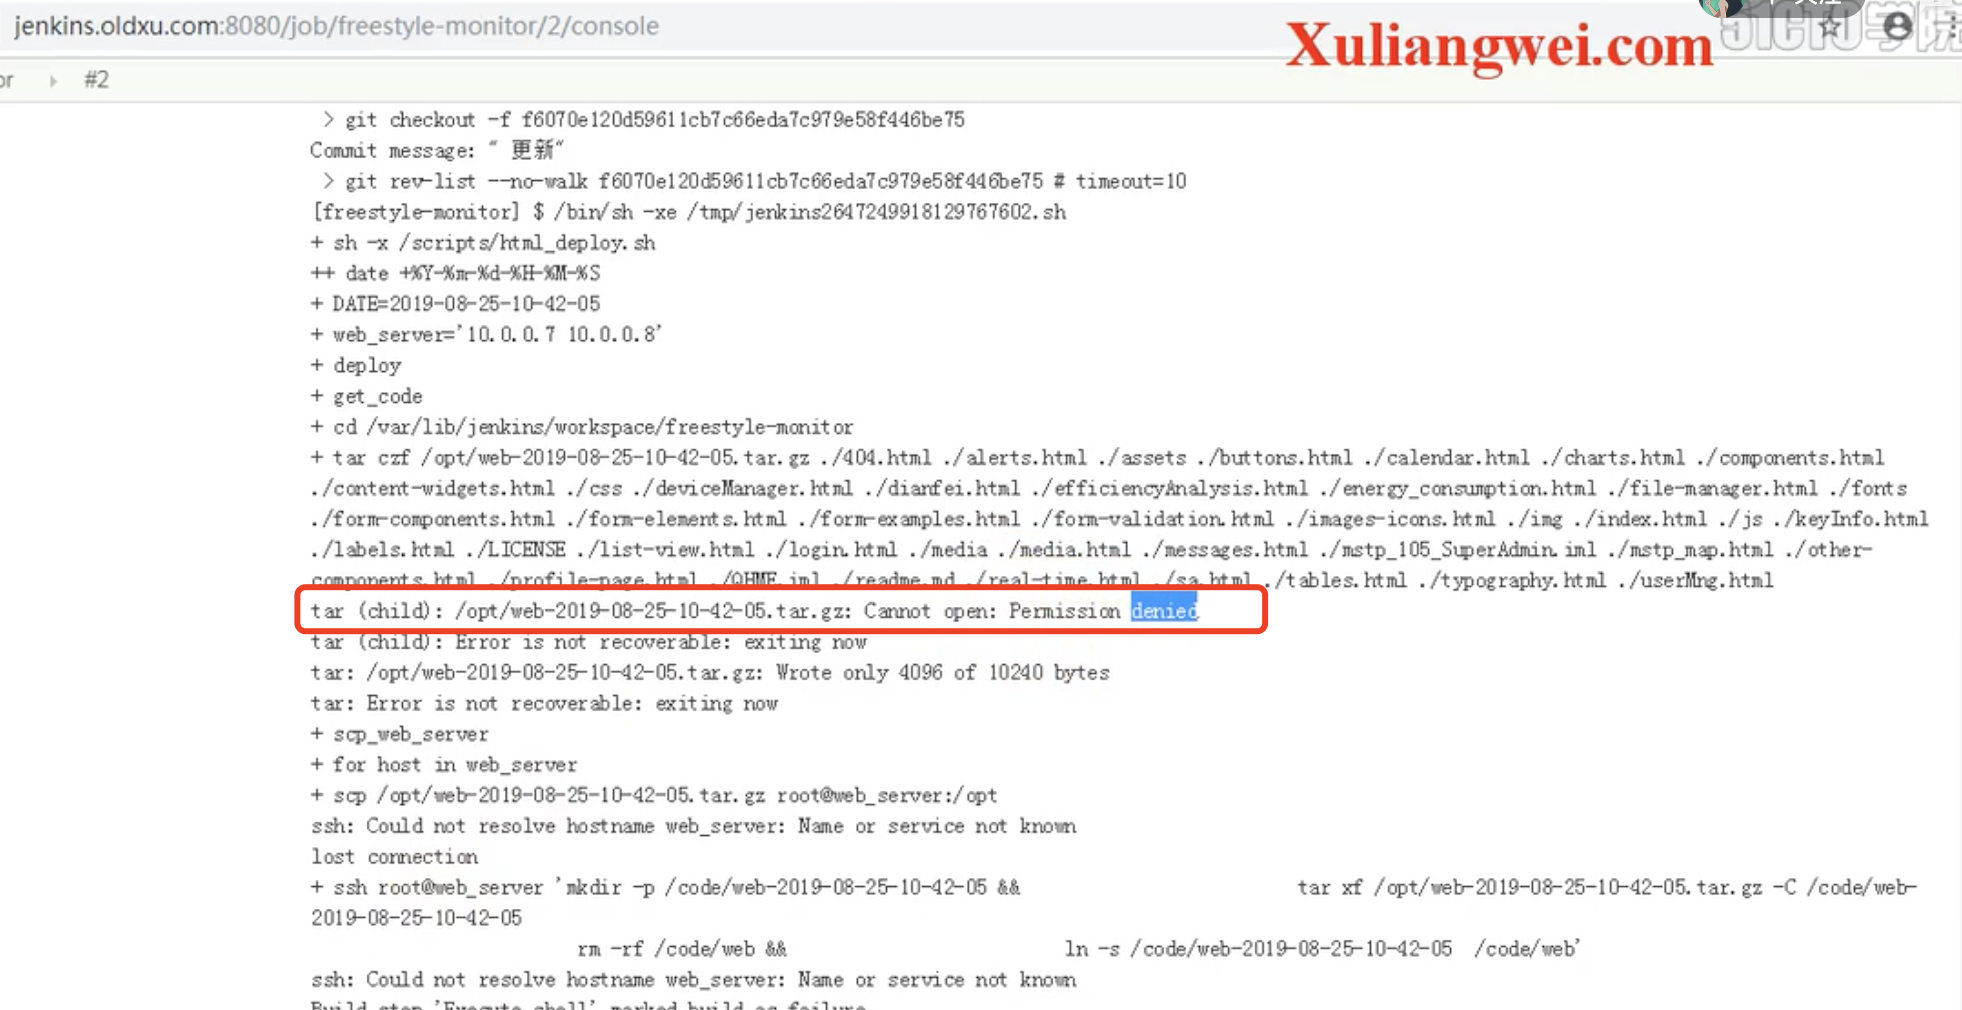 jenkins.oldxu.com:8080/job/freestyle-monitor/2/console
Xuliangwei.com
51CTO学院
or
#2
> git checkout -f f6070e120d59611cb7c66eda7c979e58f446be75
Commit message: " 更新"
> git rev-list --no-walk f6070e120d59611cb7c66eda7c979e58f446be75 # timeout=10
[freestyle-monitor] $ /bin/sh -xe /tmp/jenkins2647249918129767602.sh
+ sh -x /scripts/html_deploy.sh
++ date +%Y-%m-%d-%H-%M-%S
+ DATE=2019-08-25-10-42-05
+ web_server='10.0.0.7 10.0.0.8'
+ deploy
+ get_code
+ cd /var/lib/jenkins/workspace/freestyle-monitor
+ tar czf /opt/web-2019-08-25-10-42-05.tar.gz ./404.html ./alerts.html ./assets ./buttons.html ./calendar.html ./charts.html ./components.html
./content-widgets.html ./css ./deviceManager.html ./dianfei.html ./efficiencyAnalysis.html ./energy_consumption.html ./file-manager.html ./fonts
./form-components.html ./form-elements.html ./form-examples.html ./form-validation.html ./images-icons.html ./img ./index.html ./js ./keyInfo.html
./labels.html ./LICENSE ./list-view.html ./login.html ./media ./media.html ./messages.html ./mstp_105_SuperAdmin.iml ./mstp_map.html ./other-
components.html ./profile-page.html ./QHME.iml ./readme.md ./real-time.html ./sa.html ./tables.html ./typography.html ./userMng.html
tar (child): /opt/web-2019-08-25-10-42-05.tar.gz: Cannot open: Permission denied
tar (child): Error is not recoverable: exiting now
tar: /opt/web-2019-08-25-10-42-05.tar.gz: Wrote only 4096 of 10240 bytes
tar: Error is not recoverable: exiting now
+ scp_web_server
+ for host in web_server
+ scp /opt/web-2019-08-25-10-42-05.tar.gz root@web_server:/opt
ssh: Could not resolve hostname web_server: Name or service not known
lost connection
+ ssh root@web_server 'mkdir -p /code/web-2019-08-25-10-42-05 && tar xf /opt/web-2019-08-25-10-42-05.tar.gz -C /code/web-
2019-08-25-10-42-05
rm -rf /code/web && ln -s /code/web-2019-08-25-10-42-05 /code/web'
ssh: Could not resolve hostname web_server: Name or service not known
Build step 'Execute shell' marked build as failure